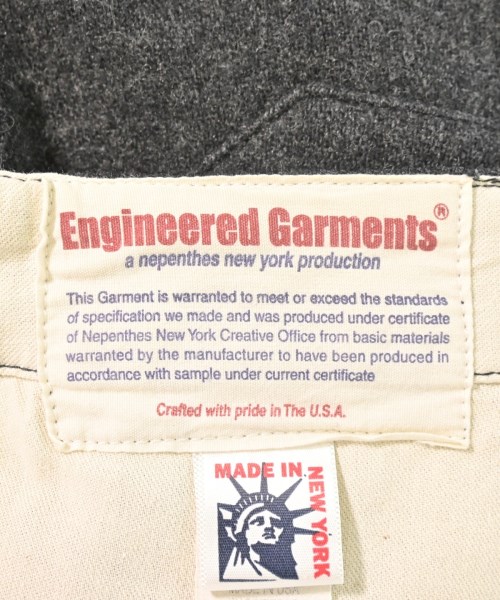 Engineered Garments®
a nepenthes new york production
This Garment is warranted to meet or exceed the standards
of specification we made and was produced under certificate
of Nepenthes New York Creative Office from basic materials
warranted by the manufacturer to have been produced in
accordance with sample under current certificate
Crafted with pride in The U.S.A.
MADE IN
NEW YORK